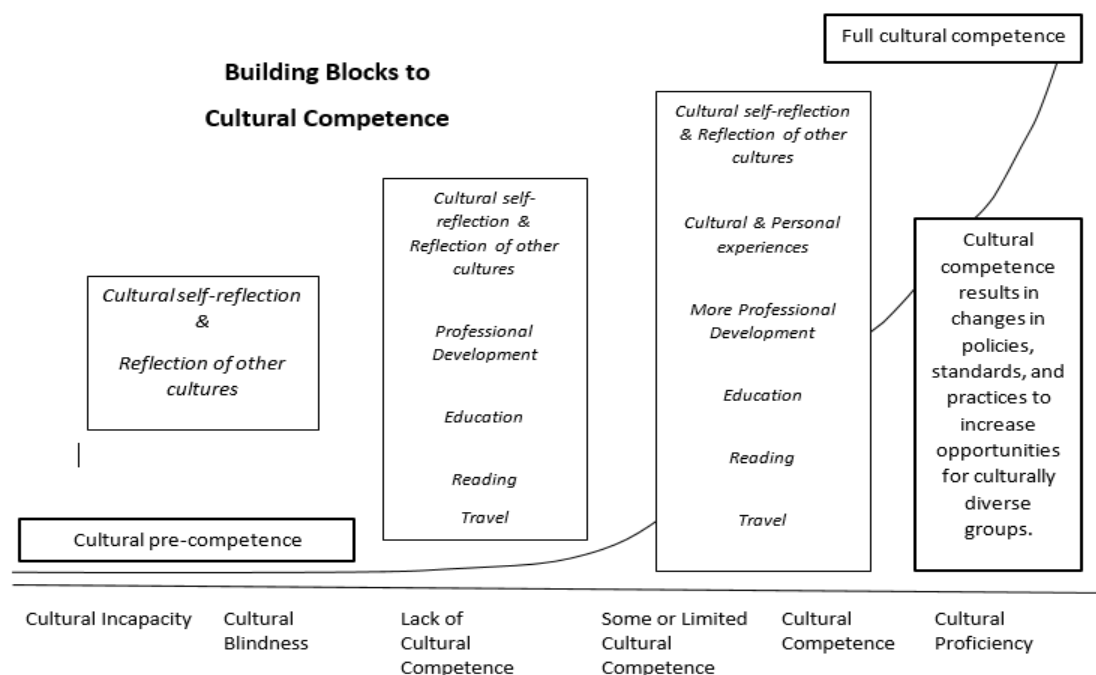 Building Blocks to
Cultural Competence
Full cultural competence
Cultural self-reflection
&
Reflection of other
cultures
Cultural self-
reflection &
Reflection of other
cultures
Professional
Development
Education
Reading
Travel
Cultural self-reflection
& Reflection of other
cultures
Cultural & Personal
experiences
More Professional
Development
Education
Reading
Travel
Cultural
competence
results in
changes in
policies,
standards, and
practices to
increase
opportunities
for culturally
diverse
groups.
Cultural pre-competence
Cultural Incapacity
Cultural
Blindness
Lack of
Cultural
Competence
Some or Limited
Cultural
Competence
Cultural
Competence
Cultural
Proficiency